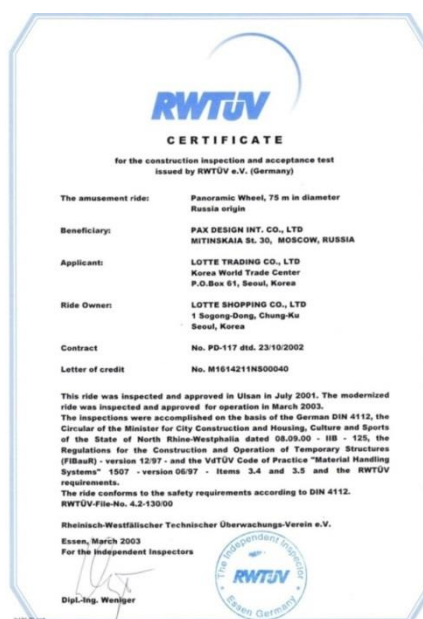 RWTÜV
CERTIFICATE
for the construction inspection and acceptance test
issued by RWTÜV e.V. (Germany)
The amusement ride: Panoramic Wheel, 75 m in diameter
Russia origin
Beneficiary: PAX DESIGN INT. CO., LTD
MITINSKAIA St. 30, MOSCOW, RUSSIA
Applicant: LOTTE TRADING CO., LTD
Korea World Trade Center
P.O.Box 61, Seoul, Korea
Ride Owner: LOTTE SHOPPING CO., LTD
1 Sogong-Dong, Chung-Ku
Seoul, Korea
Contract No. PD-117 dtd. 23/10/2002
Letter of credit No. M1614211NS00040
This ride was inspected and approved in Ulsan in July 2001. The modernized
ride was inspected and approved for operation in March 2003.
The inspections were accomplished on the basis of the German DIN 4112, the
Circular of the Minister for City Construction and Housing, Culture and Sports
of the State of North Rhine-Westphalia dated 08.09.00 - IIB - 125, the
Regulations for the Construction and Operation of Temporary Structures
(FlBauR) - version 12/97 - and the VdTÜV Code of Practice "Material Handling
Systems" 1507 - version 06/97 - Items 3.4 and 3.5 and the RWTÜV
requirements.
The ride conforms to the safety requirements according to DIN 4112.
RWTÜV-File-No. 4.2-130/00
Rheinisch-Westfälischer Technischer Überwachungs-Verein e.V.
Essen, March 2003
For the Independent Inspectors
Dipl.-Ing. Weniger
The Independent Inspector
RWTÜV
Essen Germany